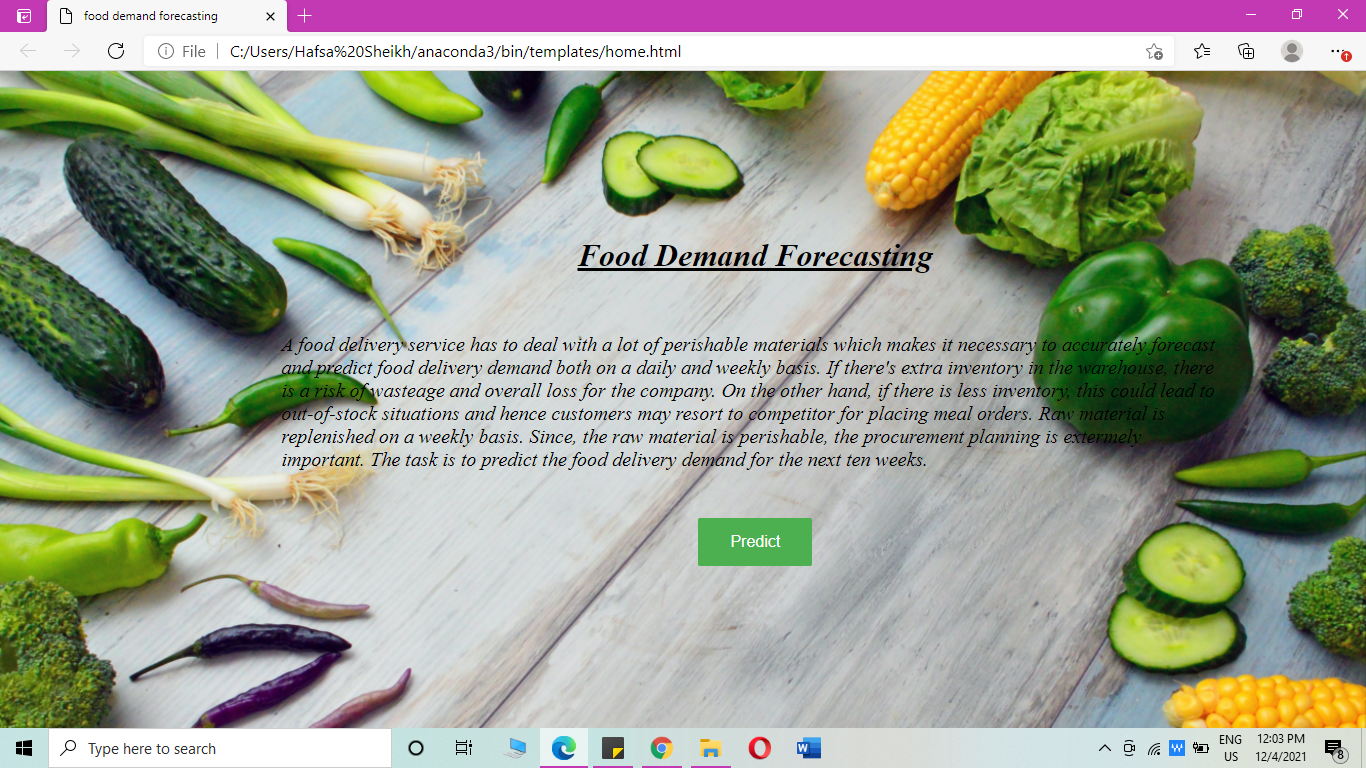 food demand forecasting
File
C:/Users/Hafsa%20Sheikh/anaconda3/bin/templates/home.html
Food Demand Forecasting
A food delivery service has to deal with a lot of perishable materials which makes it necessary to accurately forecast
and predict food delivery demand both on a daily and weekly basis. If there's extra inventory in the warehouse, there
is a risk of wasteage and overall loss for the company. On the other hand, if there is less inventory, this could lead to
out-of-stock situations and hence customers may resort to competitor for placing meal orders. Raw material is
replenished on a weekly basis. Since, the raw material is perishable, the procurement planning is extermely
important. The task is to predict the food delivery demand for the next ten weeks.
Predict
Type here to search
ENG
US
12:03 PM
12/4/2021
8